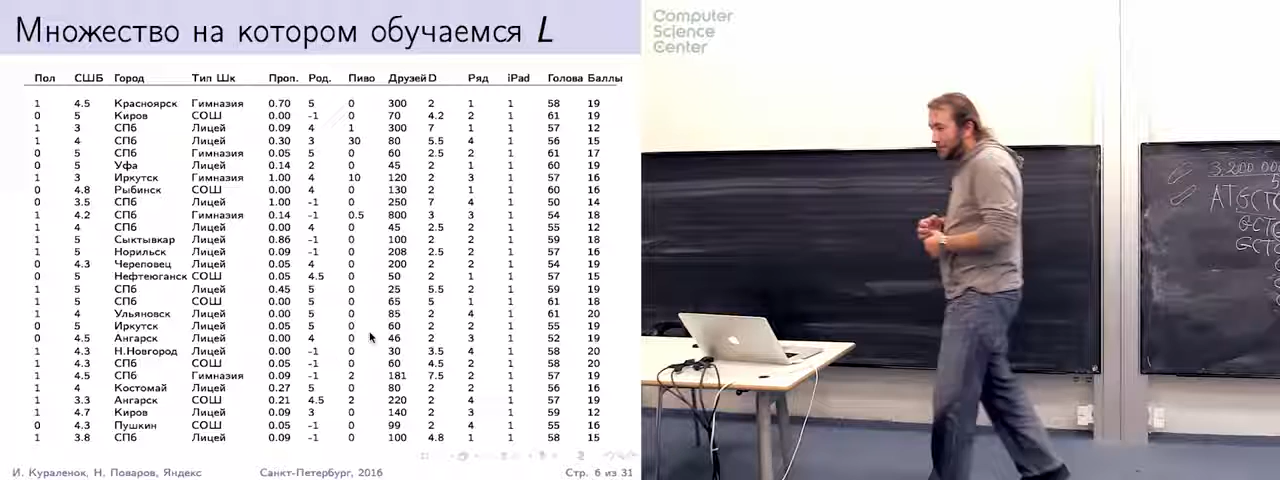 Множество на котором обучаемся L
Пол СШБ Город Тип Шк Проп. Род. Пиво Друзей D Ряд iPad Голова Баллы
1 4.5 Красноярск Гимназия 0.70 5 0 300 2 1 1 58 19
0 5 Киров СОШ 0.00 -1 0 70 4.2 2 1 61 19
1 3 СПб Лицей 0.09 4 1 300 7 1 1 57 12
1 4 СПб Лицей 0.30 3 30 80 5.5 4 1 56 15
0 5 СПб Гимназия 0.05 5 0 60 2.5 2 1 61 17
0 5 Уфа Лицей 0.14 2 0 45 2 1 1 60 19
1 3 Иркутск Гимназия 1.00 4 10 120 2 3 1 57 16
0 4.8 Рыбинск СОШ 0.00 4 0 130 2 1 1 60 16
0 3.5 СПб Лицей 1.00 -1 0 250 7 4 1 50 14
1 4.2 СПб Гимназия 0.14 -1 0.5 800 3 3 1 54 18
1 4 СПб Лицей 0.00 4 0 45 2.5 2 1 55 12
1 5 Сыктывкар Лицей 0.86 -1 0 100 2 2 1 59 18
1 5 Норильск Лицей 0.09 -1 0 208 2.5 2 1 57 16
0 4.3 Череповец Лицей 0.05 4 0 200 2 2 1 54 19
0 5 Нефтеюганск СОШ 0.05 4.5 0 50 2 1 1 57 15
1 5 СПб Лицей 0.45 5 0 25 5.5 2 1 59 19
1 5 СПб СОШ 0.00 5 0 65 5 1 1 61 18
1 4 Ульяновск Лицей 0.00 5 0 85 2 4 1 61 20
0 5 Иркутск Лицей 0.05 5 0 60 2 2 1 55 19
0 4.5 Ангарск Лицей 0.00 4 0 46 2 3 1 52 19
1 4.3 Н.Новгород Лицей 0.00 -1 0 30 3.5 4 1 58 20
1 4.3 СПб СОШ 0.05 -1 0 60 4.5 2 1 58 20
1 4.5 СПб Гимназия 0.09 -1 2 181 7.5 2 1 57 19
1 4 Костомай Лицей 0.27 5 0 80 2 2 1 56 16
1 3.3 Ангарск СОШ 0.21 4.5 2 220 2 4 1 57 19
1 4.7 Киров Лицей 0.09 3 0 140 2 3 1 59 12
0 4.3 Пушкин СОШ 0.05 -1 0 99 2 4 1 55 16
1 3.8 СПб Лицей 0.09 -1 0 100 4.8 1 1 58 15
И. Кураленок, Н. Поваров, Яндекс Санкт-Петербург, 2016 Стр. 6 из 31
Computer
Science
Center